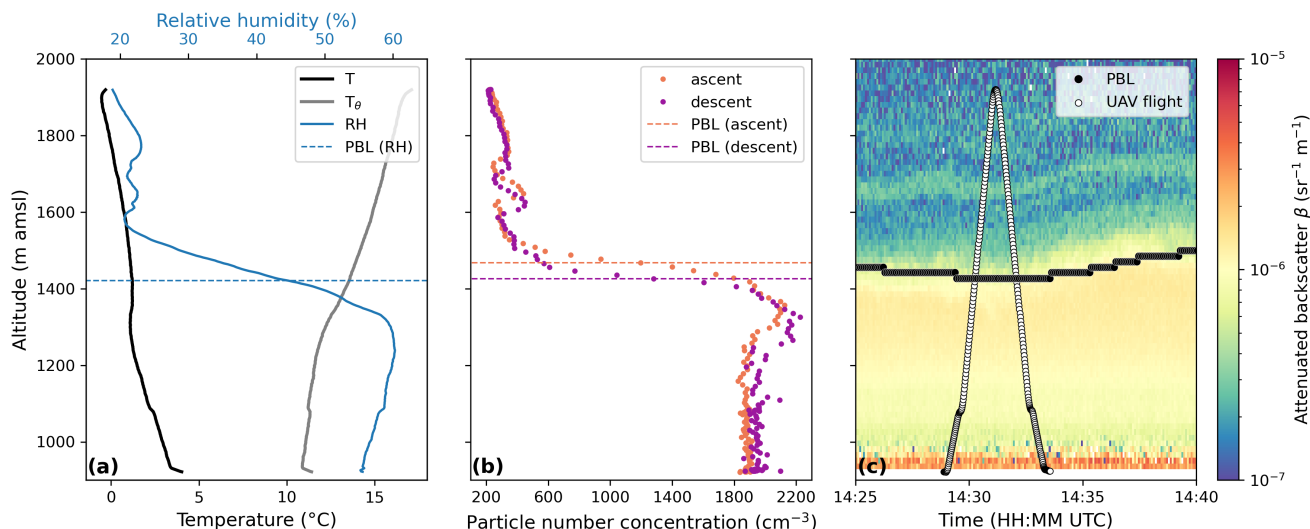 Relative humidity (%)
20 30 40 50 60
2000
1800
1600
1400
1200
1000
Altitude (m amsl)
T
Tθ
RH
PBL (RH)
(a)
0 5 10 15
Temperature (°C)
ascent
descent
PBL (ascent)
PBL (descent)
(b)
200 600 1000 1400 1800 2200
Particle number concentration (cm⁻³)
PBL
UAV flight
(c)
14:25 14:30 14:35 14:40
Time (HH:MM UTC)
10⁻⁵
10⁻⁶
10⁻⁷
Attenuated backscatter β (sr⁻¹ m⁻¹)